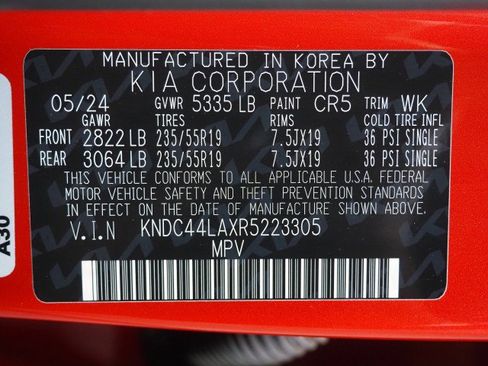 MANUFACTURED IN KOREA BY
KIA CORPORATION
05/24 GVWR 5335 LB PAINT CR5 TRIM WK
GAWR TIRES RIMS COLD TIRE INFL
FRONT 2822 LB 235/55R19 7.5JX19 36 PSI SINGLE
REAR 3064 LB 235/55R19 7.5JX19 36 PSI SINGLE
THIS VEHICLE CONFORMS TO ALL APPLICABLE U.S.A. FEDERAL
MOTOR VEHICLE SAFETY AND THEFT PREVENTION STANDARDS
IN EFFECT ON THE DATE OF MANUFACTURE SHOWN ABOVE.
V.I.N KNDC44LAXR5223305
MPV
A30